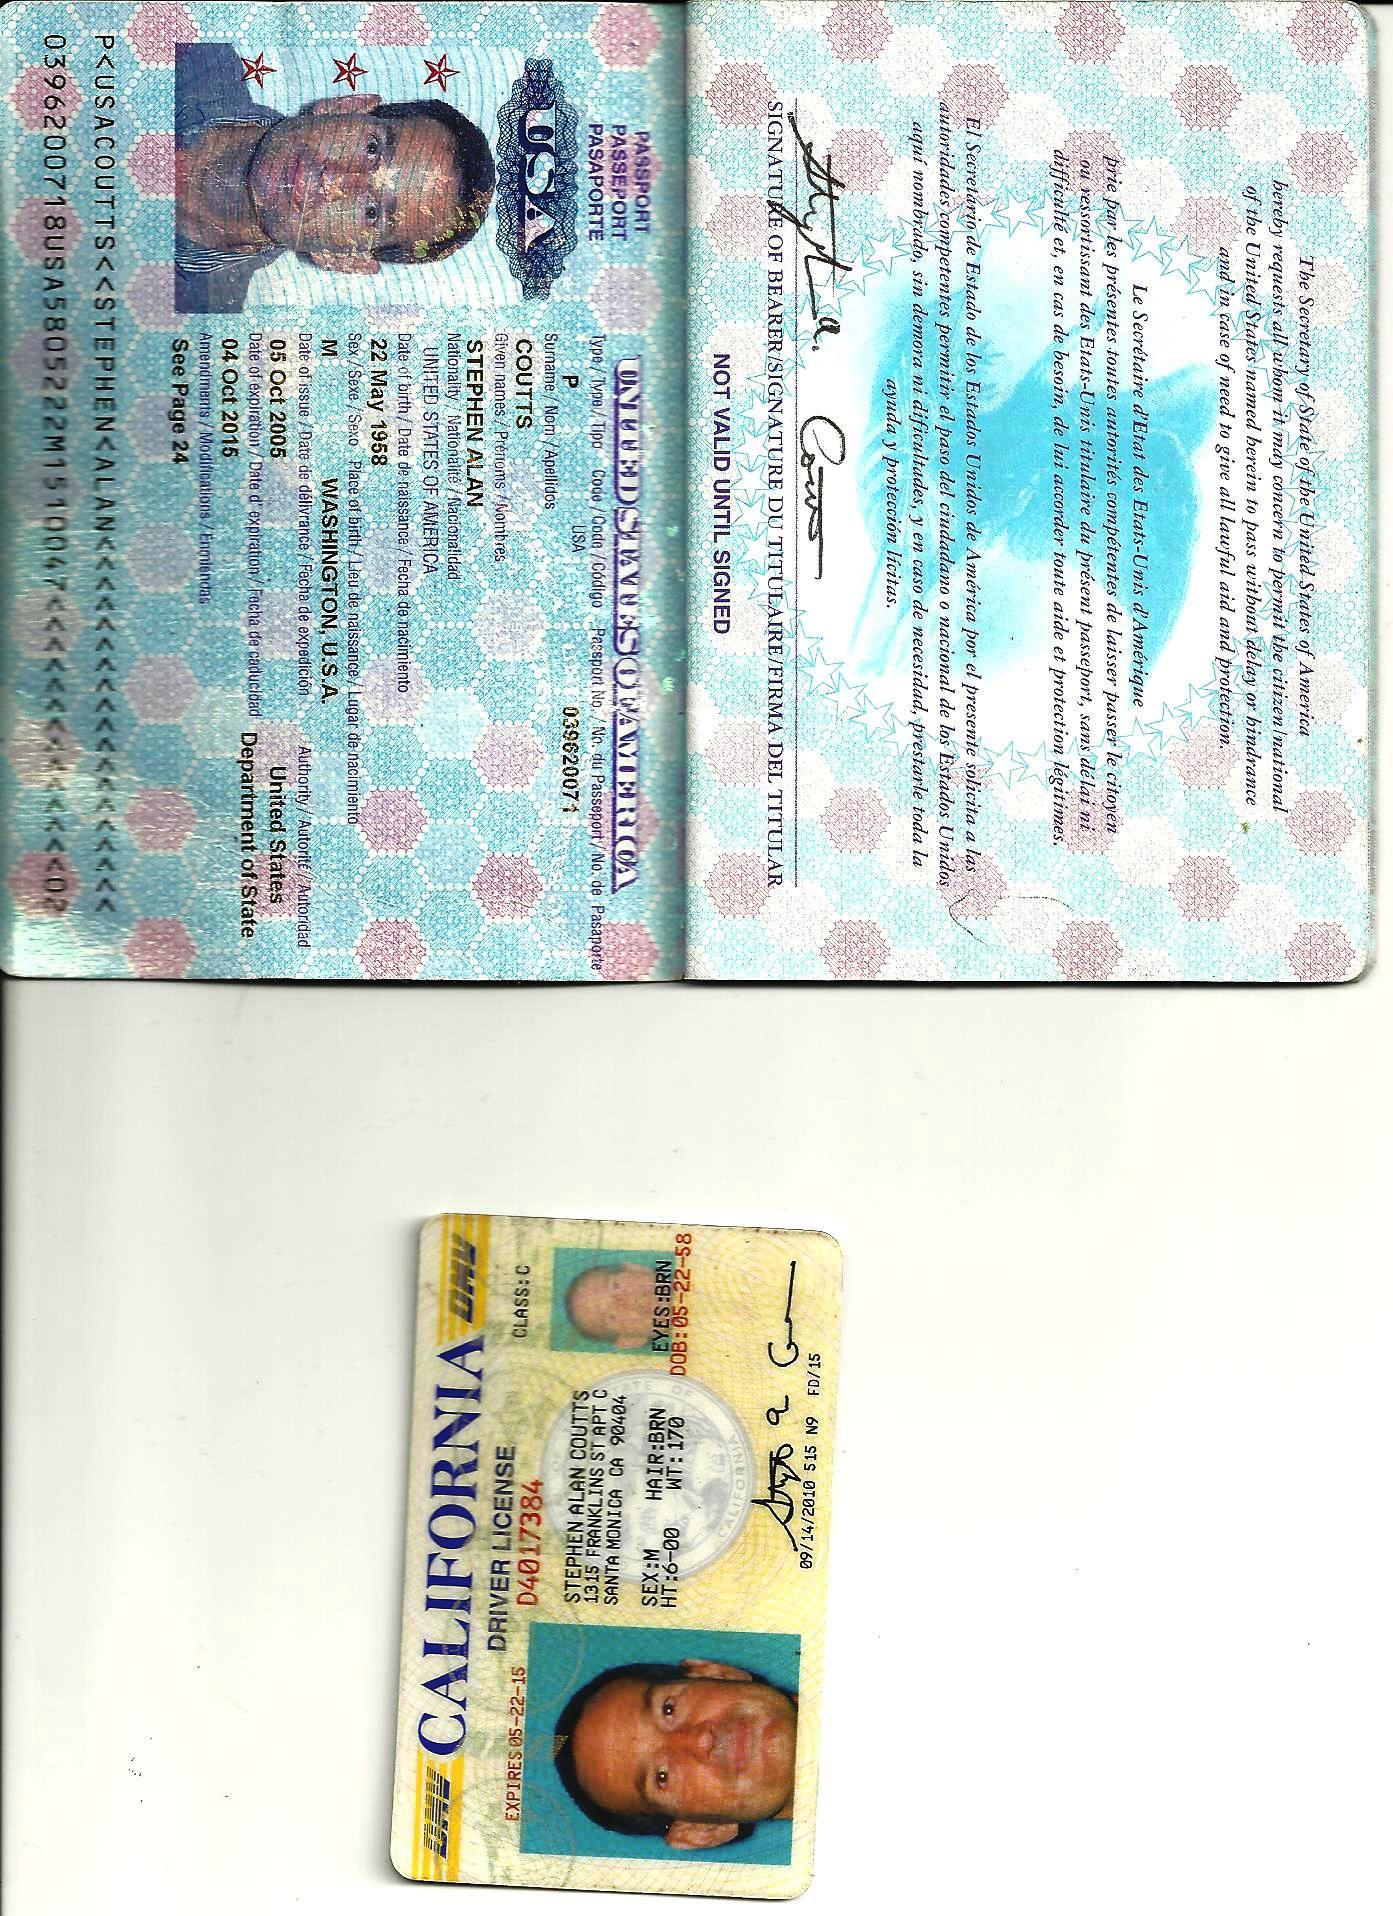 The Secretary of State of the United States of America
hereby requests all whom it may concern to permit the citizen/national
of the United States named herein to pass without delay or hindrance
and in case of need to give all lawful aid and protection.
Le Secrétaire d'Etat des Etats-Unis d'Amérique
prie par les présentes toutes autorités compétentes de laisser passer le citoyen
ou ressortissant des Etats-Unis titulaire du présent passeport, sans délai ni
difficulté et, en cas de besoin, de lui accorder toute aide et protection légitimes.
El Secretario de Estado de los Estados Unidos de América por el presente solicita a las
autoridades competentes permitir el paso del ciudadano o nacional de los Estados Unidos
aquí nombrado, sin demora ni dificultades, y en caso de necesidad, prestarle toda la
ayuda y protección lícitas.
Stephen A. Coutts
SIGNATURE OF BEARER/SIGNATURE DU TITULAIRE/FIRMA DEL TITULAR
NOT VALID UNTIL SIGNED
UNITED STATES OF AMERICA
PASSPORT
PASSEPORT
PASAPORTE
USA
Type / Type / Tipo Code / Code / Código Passport No. / No. du Passeport / No. de Pasaporte
P USA 039620071
Surname / Nom / Apellidos
COUTTS
Given names / Prénoms / Nombres
STEPHEN ALAN
Nationality / Nationalité / Nacionalidad
UNITED STATES OF AMERICA
Date of birth / Date de naissance / Fecha de nacimiento
22 May 1958
Sex / Sexe / Sexo Place of birth / Lieu de naissance / Lugar de nacimiento
M WASHINGTON, U.S.A.
Date of issue / Date de délivrance / Fecha de expedición Authority / Autorité / Autoridad
05 Oct 2005 United States
Date of expiration / Date d'expiration / Fecha de caducidad Department of State
04 Oct 2015
Amendments / Modifications / Enmiendas
See Page 24
P<USACOUTTS<<STEPHEN<ALAN<<<<<<<<<<<<<<<<<<<
0396200718USA5805222M1510047<<<<<<<<<<<<<<02
DMV CALIFORNIA DMV
DRIVER LICENSE
CLASS:C
EXPIRES 05-22-15
D4017384
STEPHEN ALAN COUTTS
1315 FRANKLINS ST APT C
SANTA MONICA CA 90404
SEX:M HAIR:BRN EYES:BRN
HT:6-00 WT:170 DOB:05-22-58
Stephen A Coutts
09/14/2010 515 N9 FD/15